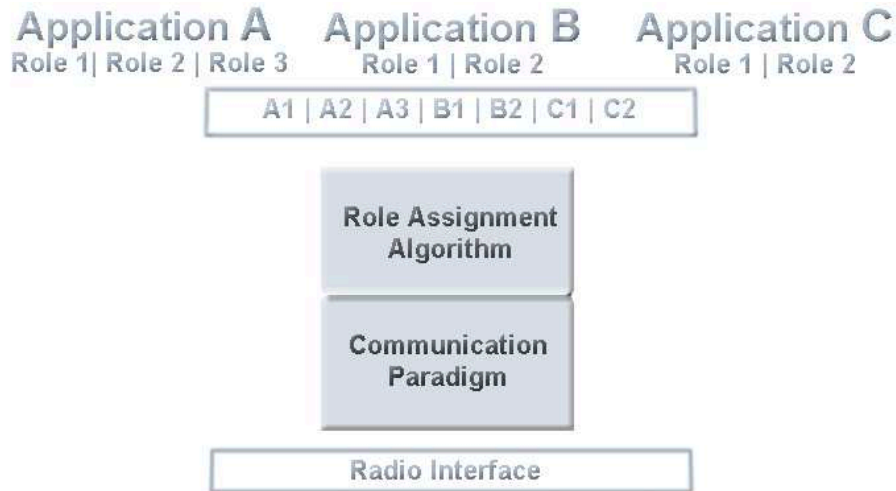 Application A Application B Application C
Role 1| Role 2 | Role 3 Role 1 | Role 2 Role 1 | Role 2
A1 | A2 | A3 | B1 | B2 | C1 | C2
Role Assignment
Algorithm
Communication
Paradigm
Radio Interface